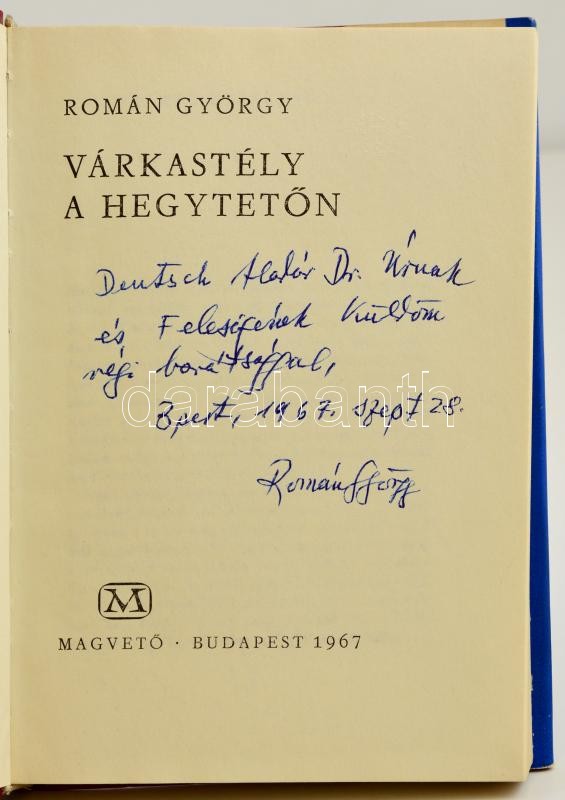 ROMÁN GYÖRGY
VÁRKASTÉLY
A HEGYTETŐN
Deutsch Aladár Dr. Úrnak
és Feleségének Küldöm
régi barátsággal,
darabanth
Bpest, 1967. szept 28.
Román György
M
MAGVETŐ · BUDAPEST 1967